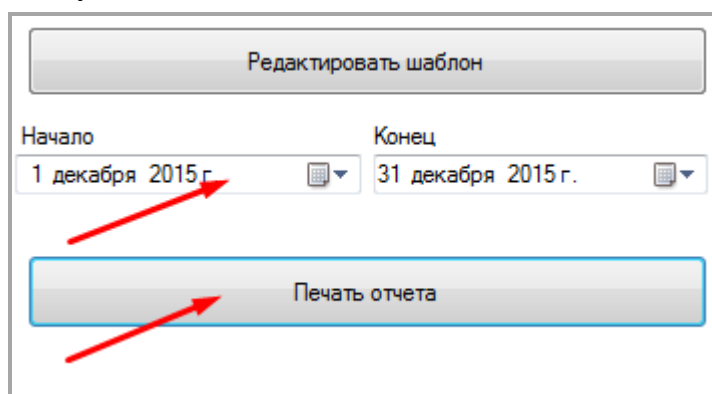 Редактировать шаблон
Начало Конец
1 декабря 2015 г. 31 декабря 2015 г.
Печать отчета